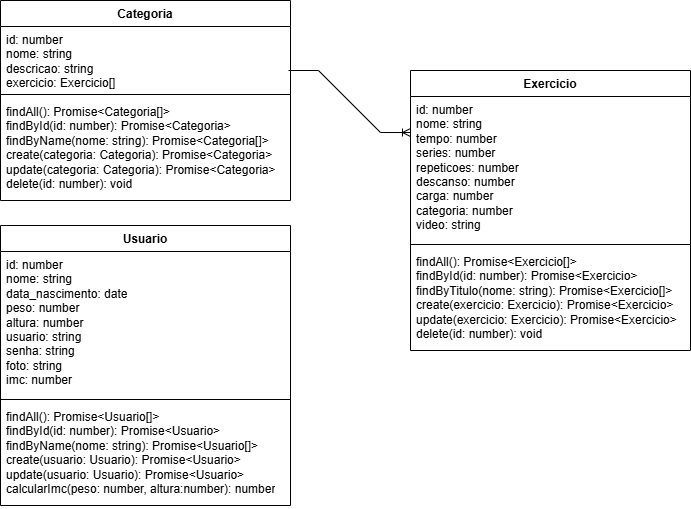 Categoria
id: number
nome: string
descricao: string
exercicio: Exercicio[]
findAll(): Promise<Categoria[]>
findById(id: number): Promise<Categoria>
findByName(nome: string): Promise<Categoria[]>
create(categoria: Categoria): Promise<Categoria>
update(categoria: Categoria): Promise<Categoria>
delete(id: number): void
Exercicio
id: number
nome: string
tempo: number
series: number
repeticoes: number
descanso: number
carga: number
categoria: number
video: string
findAll(): Promise<Exercicio[]>
findById(id: number): Promise<Exercicio>
findByTitulo(nome: string): Promise<Exercicio[]>
create(exercicio: Exercicio): Promise<Exercicio>
update(exercicio: Exercicio): Promise<Exercicio>
delete(id: number): void
Usuario
id: number
nome: string
data_nascimento: date
peso: number
altura: number
usuario: string
senha: string
foto: string
imc: number
findAll(): Promise<Usuario[]>
findById(id: number): Promise<Usuario>
findByName(nome: string): Promise<Usuario[]>
create(usuario: Usuario): Promise<Usuario>
update(usuario: Usuario): Promise<Usuario>
calcularImc(peso: number, altura:number): number